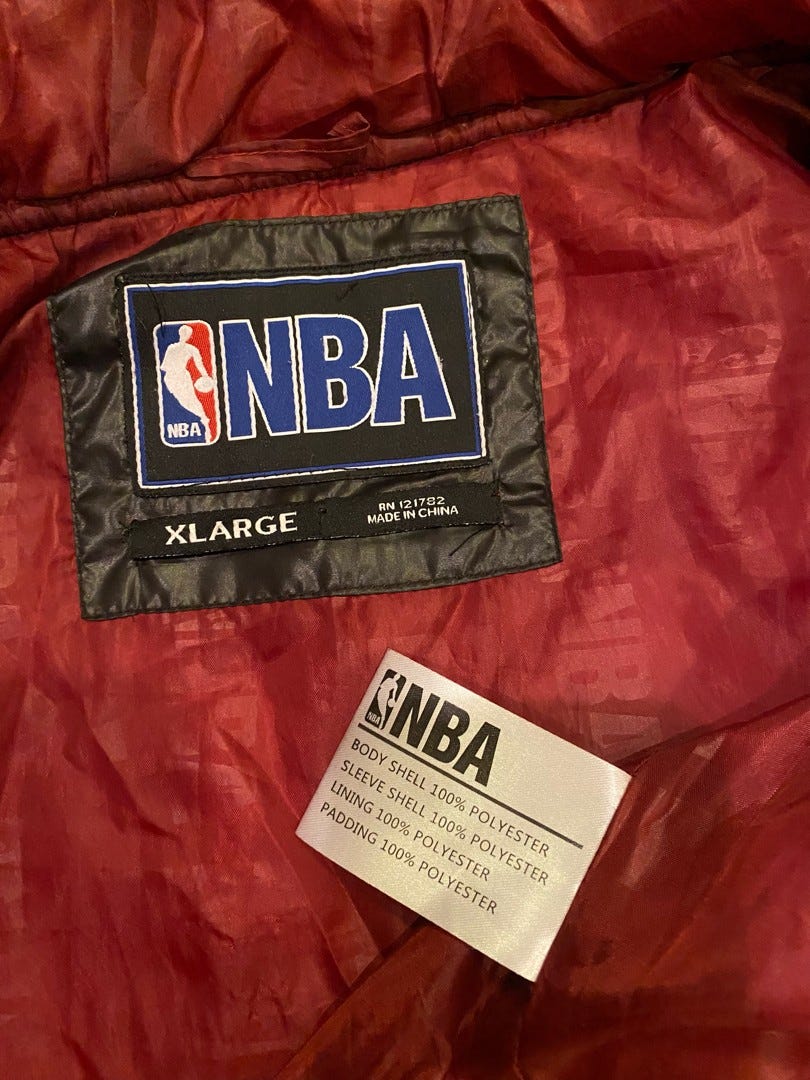 NBA
NBA
XLARGE
RN 121782
MADE IN CHINA
NBA
NBA
BODY SHELL 100% POLYESTER
SLEEVE SHELL 100% POLYESTER
LINING 100% POLYESTER
PADDING 100% POLYESTER
NBA